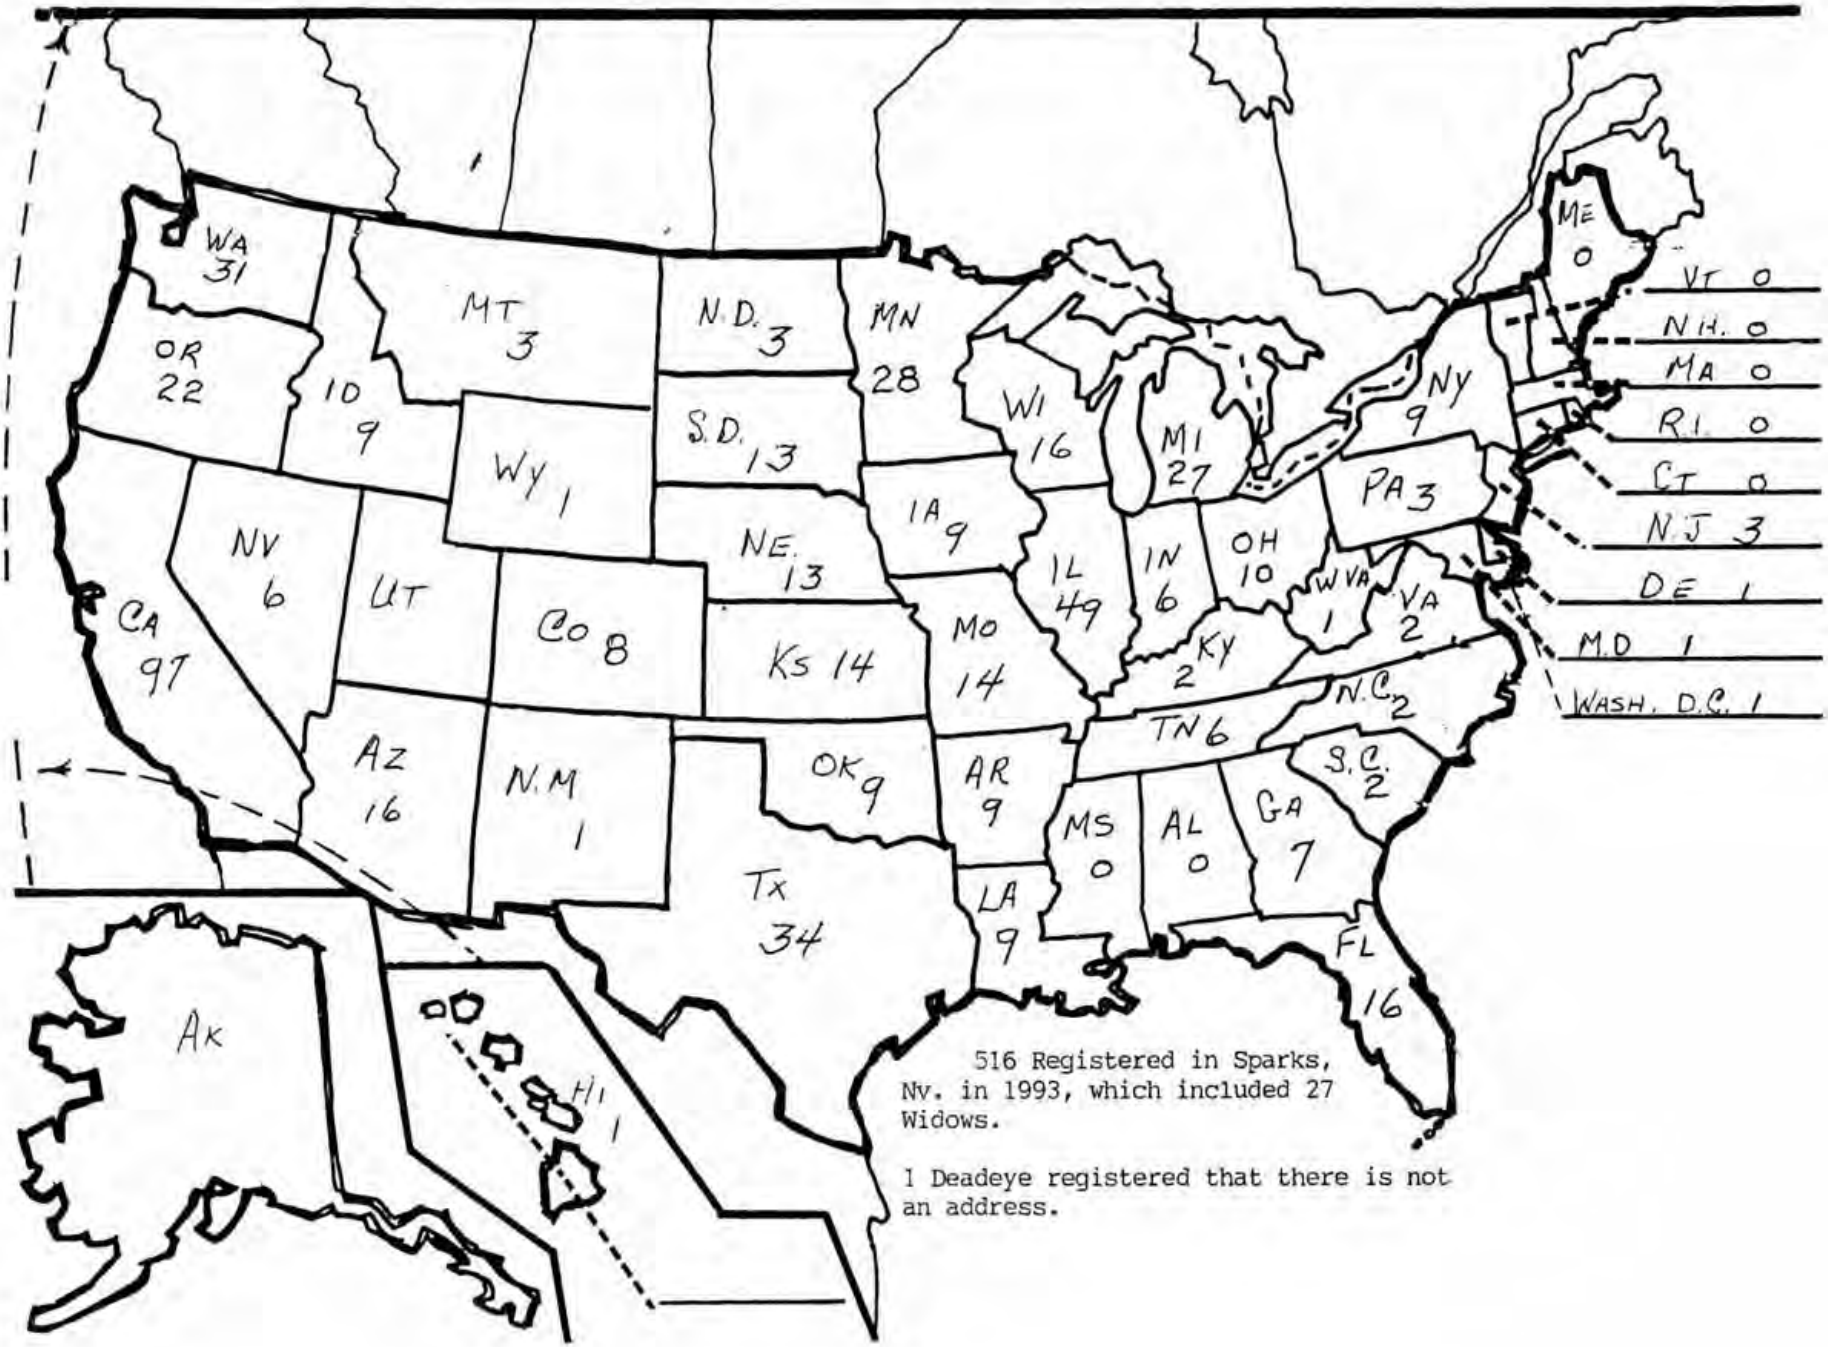 ME
0
WA
31
VT 0
MT
3
N.D. 3
MN
28
N H. 0
OR
22
MA 0
ID
9
NY
9
WI
16
R.I. 0
S.D. 13
MI
27
WY 1
PA 3
CT 0
IA 9
N.J 3
NV
6
NE.
13
IL
49
IN
6
OH
10
W VA
1
VA
2
DE 1
UT
CO 8
CA
97
MO
14
KY
2
M.D 1
KS 14
N.C. 2
WASH. D.C. 1
TN 6
AZ
16
N.M
1
OK 9
AR
9
S.C.
2
MS
0
AL
0
GA
7
TX
34
LA
9
FL
16
AK
HI
1
516 Registered in Sparks,
Nv. in 1993, which included 27
Widows.
1 Deadeye registered that there is not
an address.